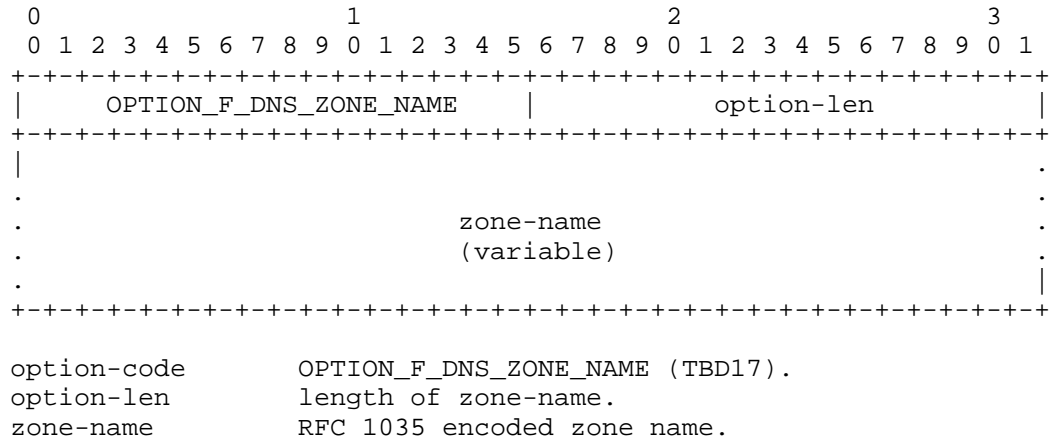 0                   1                   2                   3
 0 1 2 3 4 5 6 7 8 9 0 1 2 3 4 5 6 7 8 9 0 1 2 3 4 5 6 7 8 9 0 1
+-+-+-+-+-+-+-+-+-+-+-+-+-+-+-+-+-+-+-+-+-+-+-+-+-+-+-+-+-+-+-+-+
|     OPTION_F_DNS_ZONE_NAME    |           option-len          |
+-+-+-+-+-+-+-+-+-+-+-+-+-+-+-+-+-+-+-+-+-+-+-+-+-+-+-+-+-+-+-+-+
|                                                               .
.                                                               .
.                           zone-name                           .
.                           (variable)                          .
.                                                               |
+-+-+-+-+-+-+-+-+-+-+-+-+-+-+-+-+-+-+-+-+-+-+-+-+-+-+-+-+-+-+-+-+
option-code       OPTION_F_DNS_ZONE_NAME (TBD17).
option-len        length of zone-name.
zone-name         RFC 1035 encoded zone name.